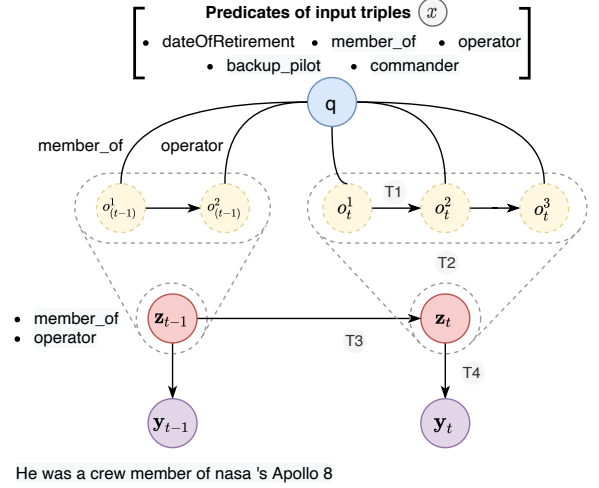 Predicates of input triples x
• dateOfRetirement • member_of • operator
• backup_pilot • commander
q
member_of operator
o¹₍ₜ₋₁₎ o²₍ₜ₋₁₎ o¹ₜ T1 o²ₜ o³ₜ
T2
• member_of
• operator
zₜ₋₁ zₜ
T3
T4
yₜ₋₁ yₜ
He was a crew member of nasa 's Apollo 8